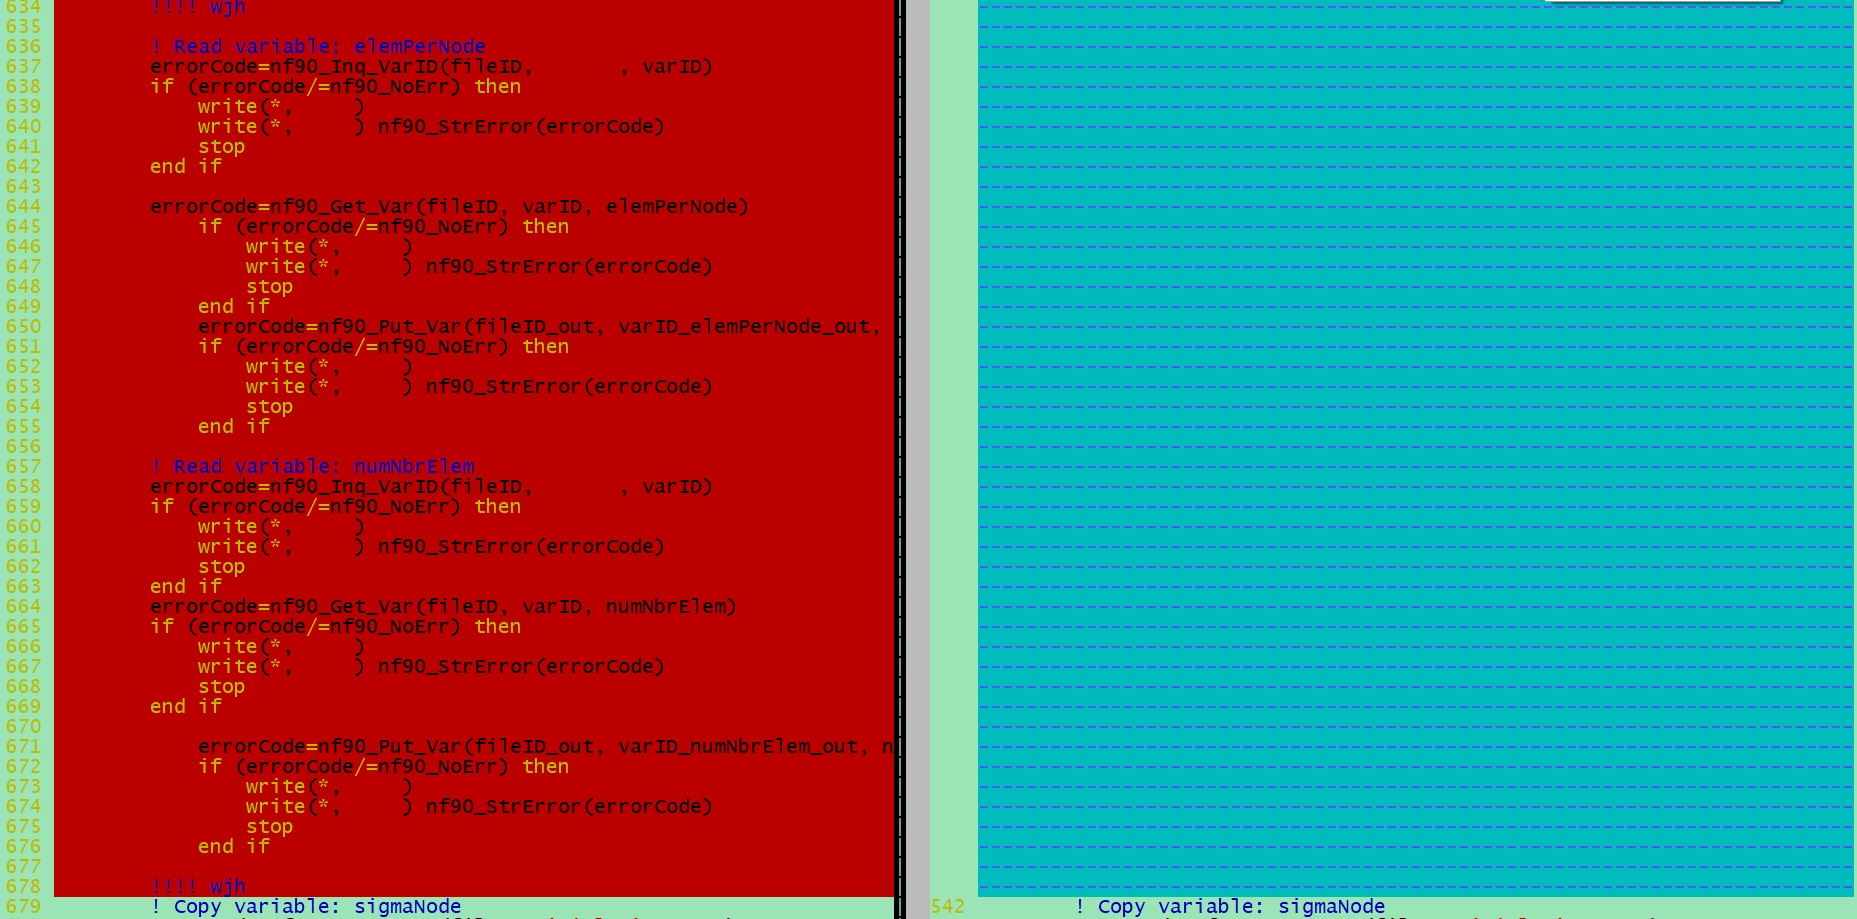 634 !!!! wjh
635
636 ! Read variable: elemPerNode
637 errorCode=nf90_Inq_VarID(fileID, , varID)
638 if (errorCode/=nf90_NoErr) then
639 write(*, )
640 write(*, ) nf90_StrError(errorCode)
641 stop
642 end if
643
644 errorCode=nf90_Get_Var(fileID, varID, elemPerNode)
645 if (errorCode/=nf90_NoErr) then
646 write(*, )
647 write(*, ) nf90_StrError(errorCode)
648 stop
649 end if
650 errorCode=nf90_Put_Var(fileID_out, varID_elemPerNode_out,
651 if (errorCode/=nf90_NoErr) then
652 write(*, )
653 write(*, ) nf90_StrError(errorCode)
654 stop
655 end if
656
657 ! Read variable: numNbrElem
658 errorCode=nf90_Inq_VarID(fileID, , varID)
659 if (errorCode/=nf90_NoErr) then
660 write(*, )
661 write(*, ) nf90_StrError(errorCode)
662 stop
663 end if
664 errorCode=nf90_Get_Var(fileID, varID, numNbrElem)
665 if (errorCode/=nf90_NoErr) then
666 write(*, )
667 write(*, ) nf90_StrError(errorCode)
668 stop
669 end if
670
671 errorCode=nf90_Put_Var(fileID_out, varID_numNbrElem_out, n
672 if (errorCode/=nf90_NoErr) then
673 write(*, )
674 write(*, ) nf90_StrError(errorCode)
675 stop
676 end if
677
678 !!!! wjh
679 ! Copy variable: sigmaNode
542 ! Copy variable: sigmaNode